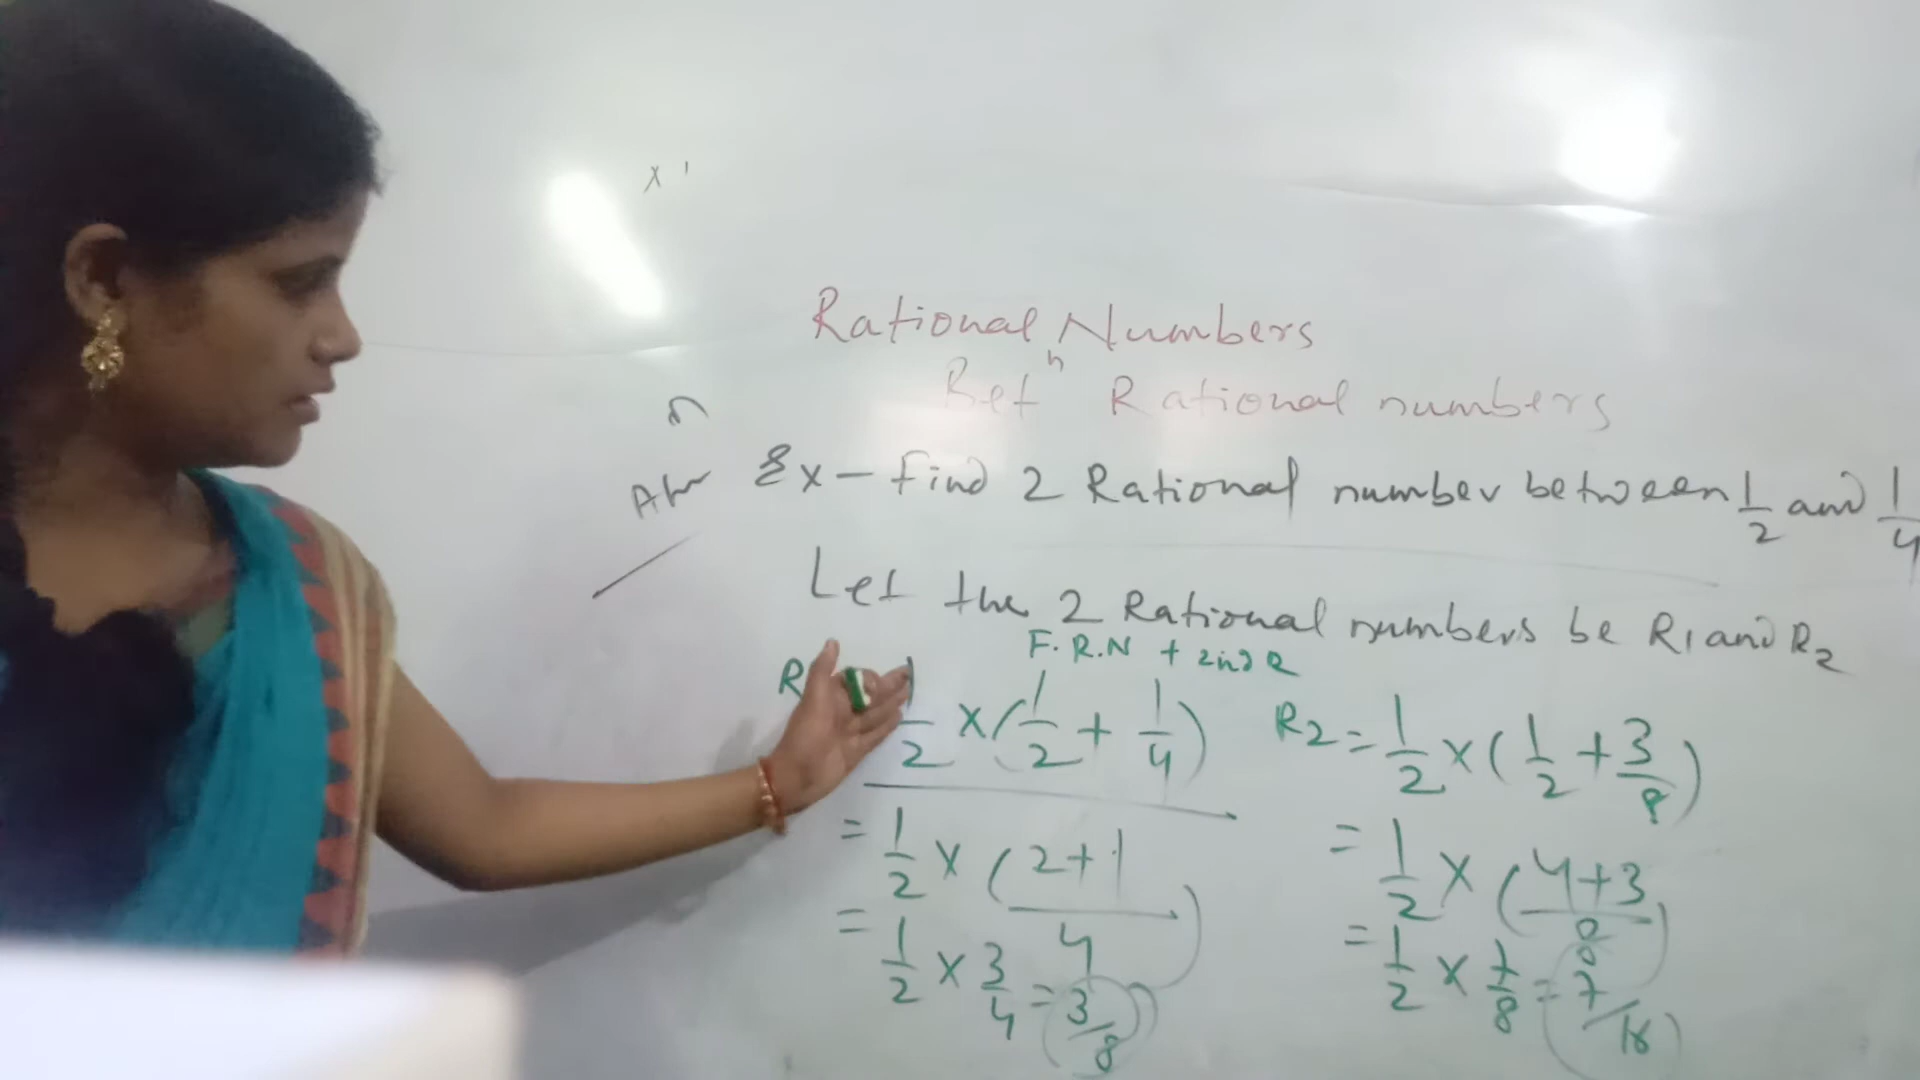 x '
Rational Numbers
Betⁿ Rational numbers
Ex - Find 2 Rational number between 1/2 and 1/4
Let the 2 Rational numbers be R1 and R2
F.R.N + 2nd R
R 1/2 × (1/2 + 1/4)
= 1/2 × (2+1/4)
= 1/2 × 3/4 = 3/8
R2 = 1/2 × (1/2 + 3/8)
= 1/2 × (4+3/8)
= 1/2 × 7/8 = 7/16